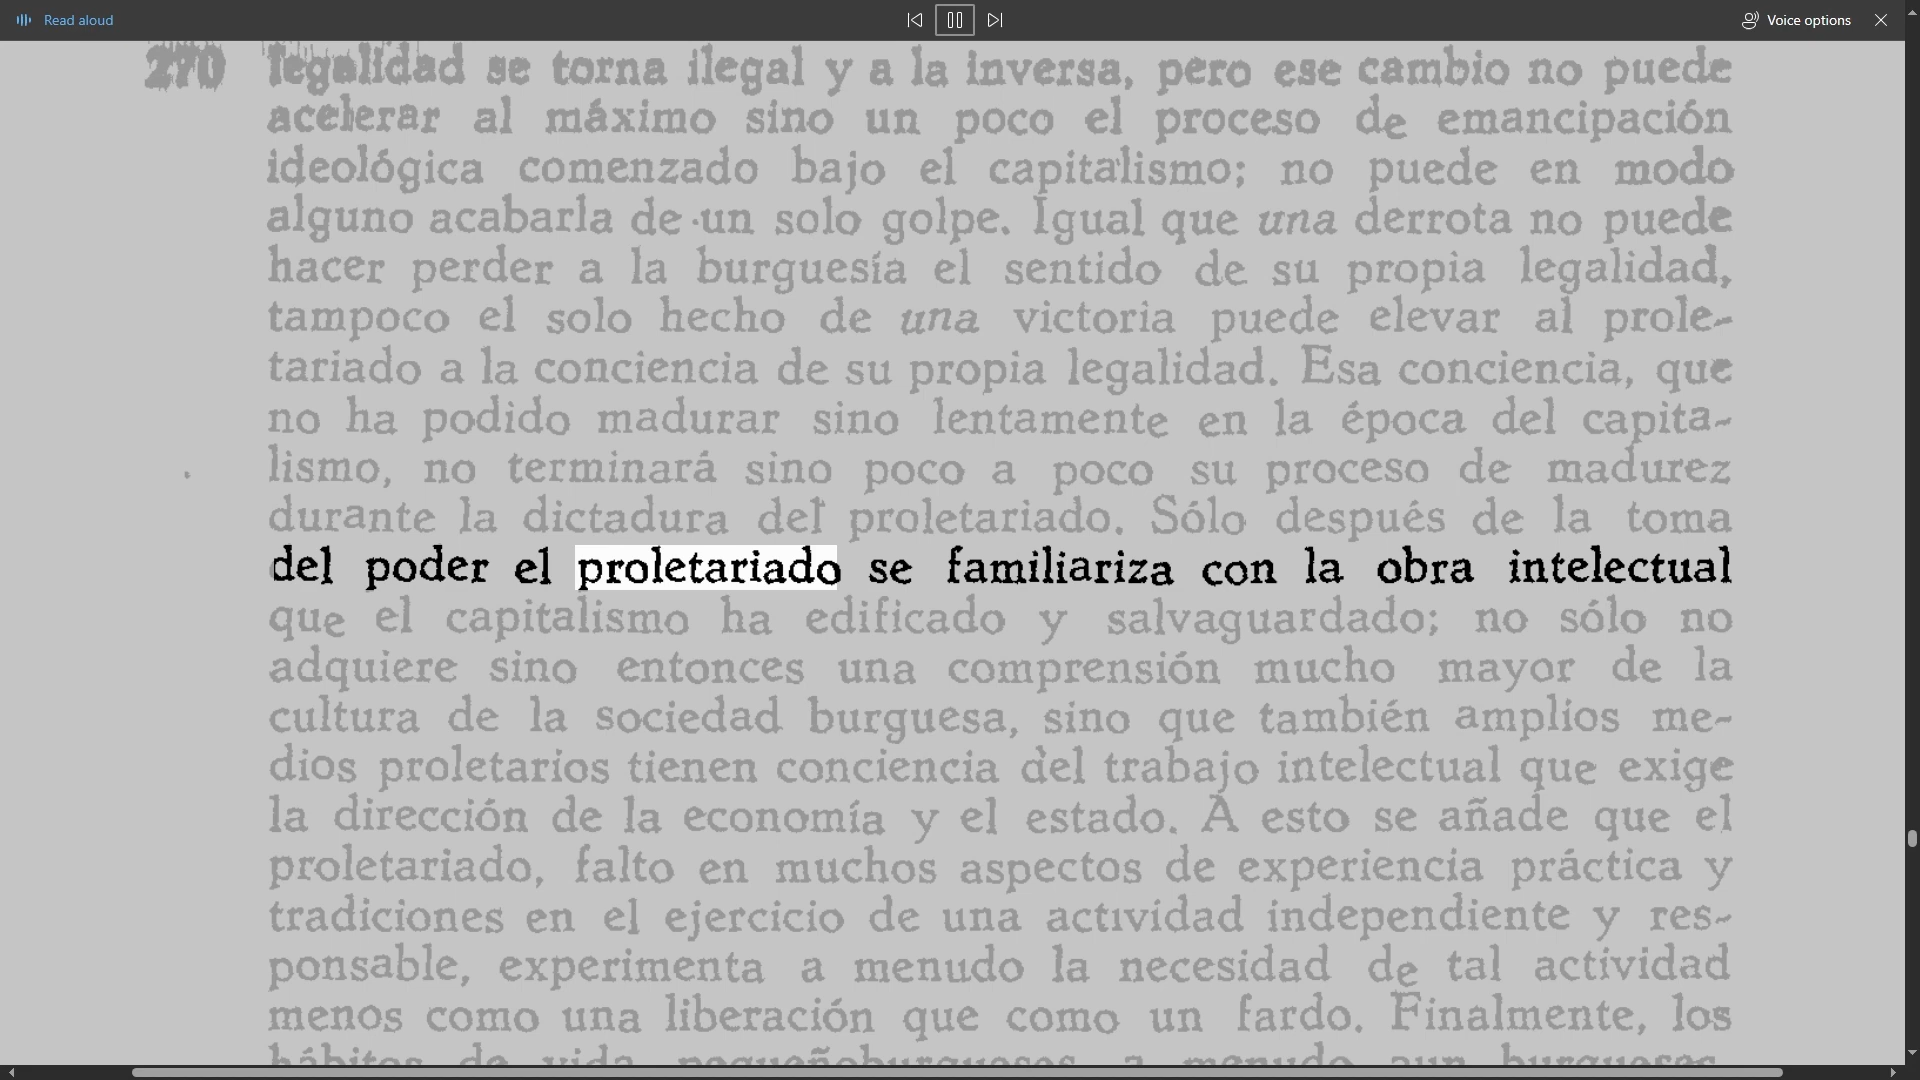 Read aloud
Voice options
270 legalidad se torna ilegal y a la inversa, pero ese cambio no puede
acelerar al máximo sino un poco el proceso de emancipación
ideológica comenzado bajo el capitalismo; no puede en modo
alguno acabarla de un solo golpe. Igual que una derrota no puede
hacer perder a la burguesía el sentido de su propia legalidad,
tampoco el solo hecho de una victoria puede elevar al prole-
tariado a la conciencia de su propia legalidad. Esa conciencia, que
no ha podido madurar sino lentamente en la época del capita-
lismo, no terminará sino poco a poco su proceso de madurez
durante la dictadura del proletariado. Sólo después de la toma
del poder el proletariado se familiariza con la obra intelectual
que el capitalismo ha edificado y salvaguardado; no sólo no
adquiere sino entonces una comprensión mucho mayor de la
cultura de la sociedad burguesa, sino que también amplios me-
dios proletarios tienen conciencia del trabajo intelectual que exige
la dirección de la economía y el estado. A esto se añade que el
proletariado, falto en muchos aspectos de experiencia práctica y
tradiciones en el ejercicio de una actividad independiente y res-
ponsable, experimenta a menudo la necesidad de tal actividad
menos como una liberación que como un fardo. Finalmente, los
hábitos de vida pequeñoburgueses, a menudo aun burgueses,